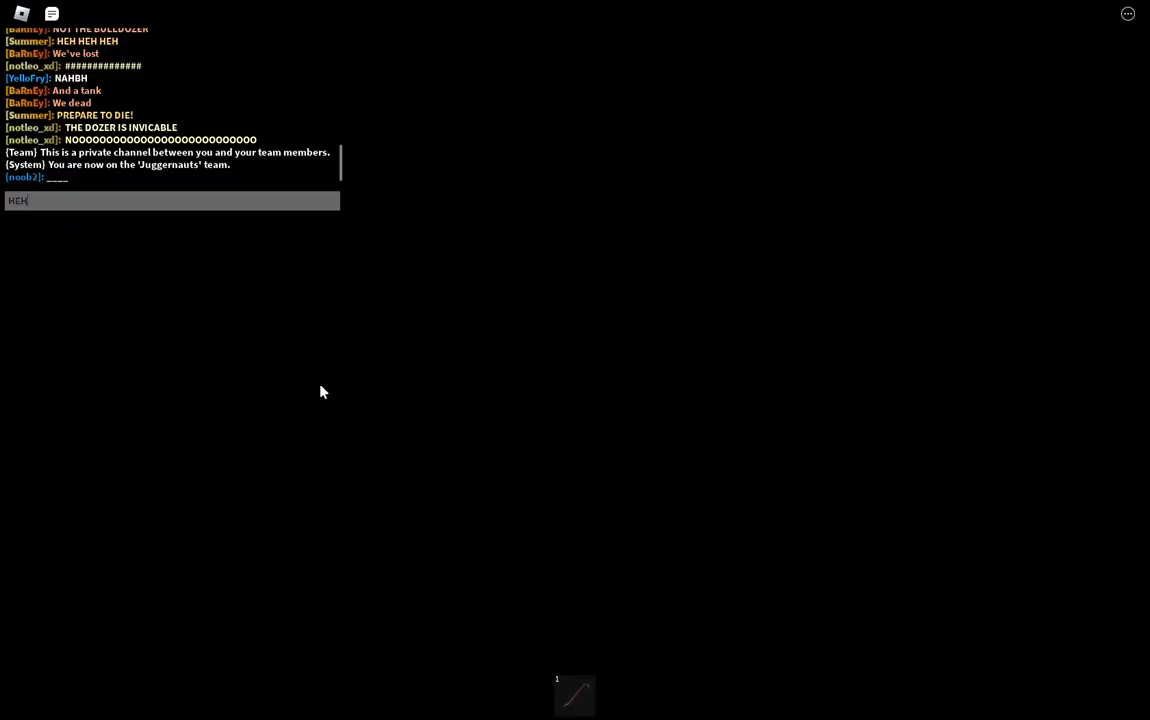 [BaRnEy]: NOT THE BULLDOZER
[Summer]: HEH HEH HEH
[BaRnEy]: We've lost
[notleo_xd]: ##############
[YelloFry]: NAHBH
[BaRnEy]: And a tank
[BaRnEy]: We dead
[Summer]: PREPARE TO DIE!
[notleo_xd]: THE DOZER IS INVICABLE
[notleo_xd]: NOOOOOOOOOOOOOOOOOOOOOOOOOOO
{Team} This is a private channel between you and your team members.
{System} You are now on the 'Juggernauts' team.
[noob2]: ____
HEH
1